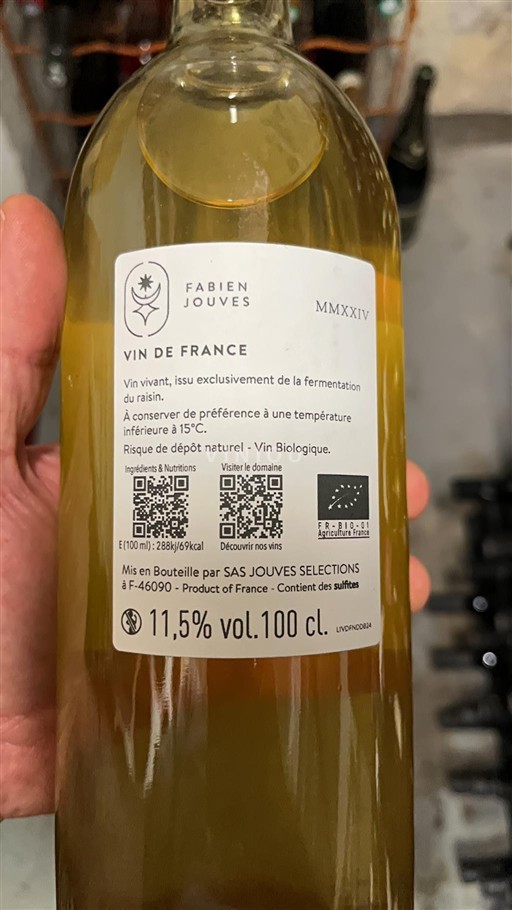 FABIEN
JOUVES
MMXXIV
VIN DE FRANCE
Vin vivant, issu exclusivement de la fermentation
du raisin.
À conserver de préférence à une température
inférieure à 15°C.
Risque de dépôt naturel - Vin Biologique.
Ingrédients & Nutritions
Visiter le domaine
E (100 ml) : 288kj/69kcal
Découvrir nos vins
FR-BIO-01
Agriculture France
Mis en Bouteille par SAS JOUVES SELECTIONS
à F-46090 - Product of France - Contient des sulfites
11,5% vol. 100 cl.